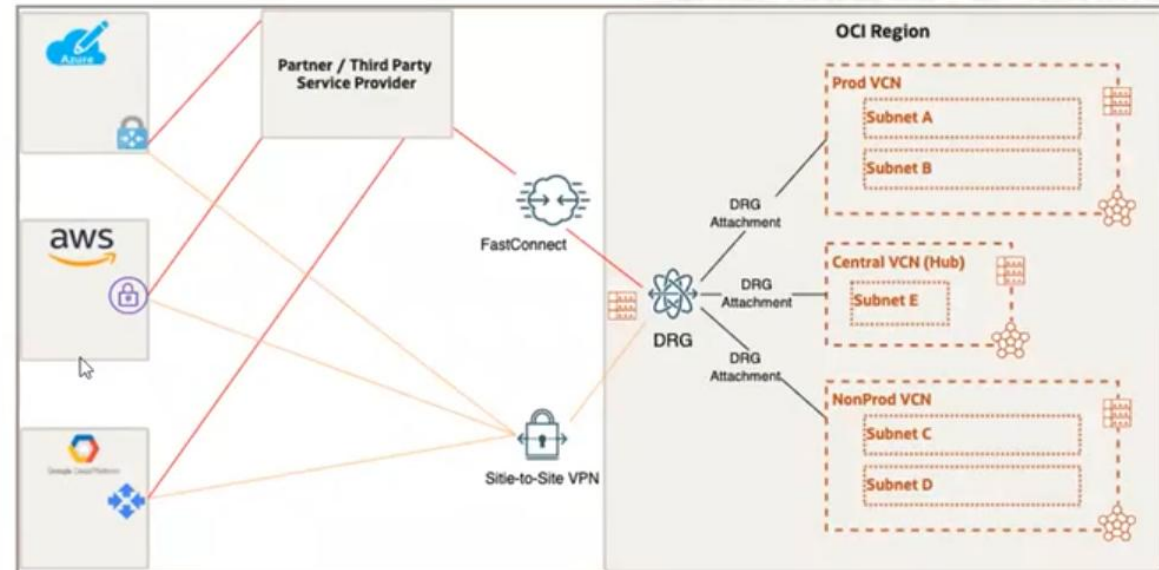 Azure
Partner / Third Party
Service Provider
aws
Google Cloud Platform
FastConnect
Sitie-to-Site VPN
OCI Region
DRG
DRG
Attachment
DRG
Attachment
DRG
Attachment
Prod VCN
Subnet A
Subnet B
Central VCN (Hub)
Subnet E
NonProd VCN
Subnet C
Subnet D